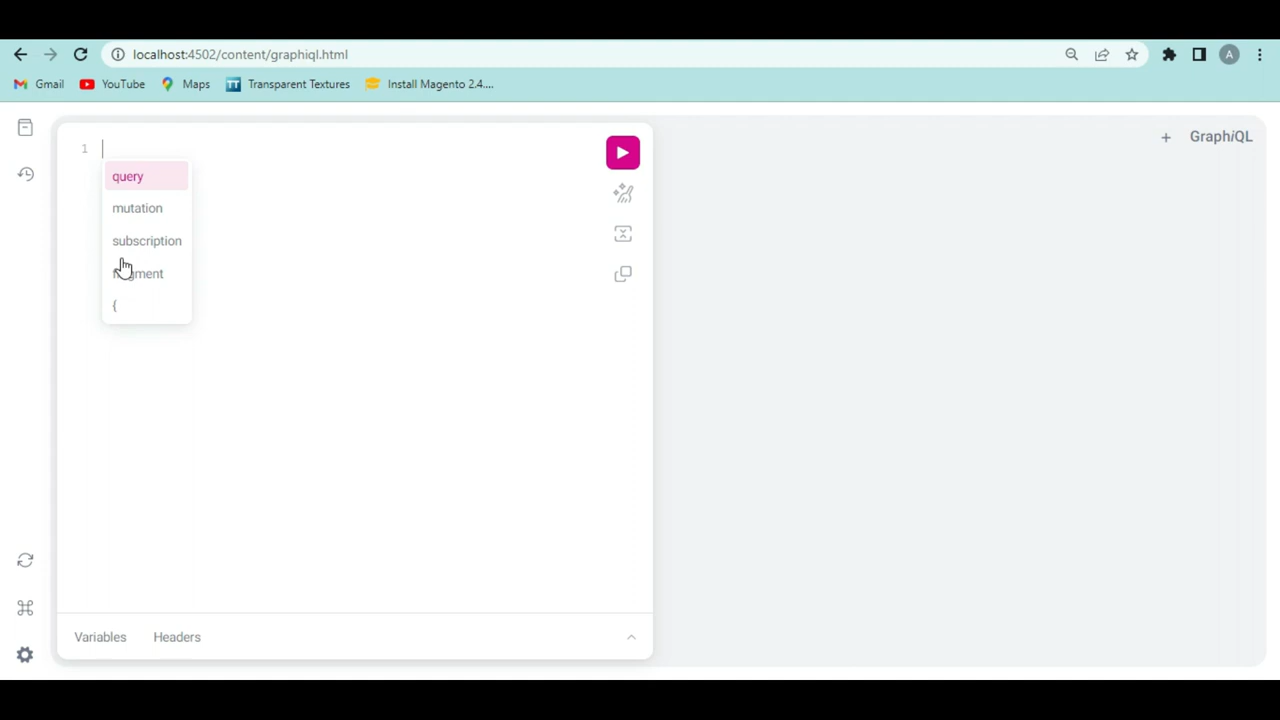 localhost:4502/content/graphiql.html
A
Gmail YouTube Maps TT Transparent Textures Install Magento 2.4....
1
query
mutation
subscription
{
+ GraphiQL
Variables Headers